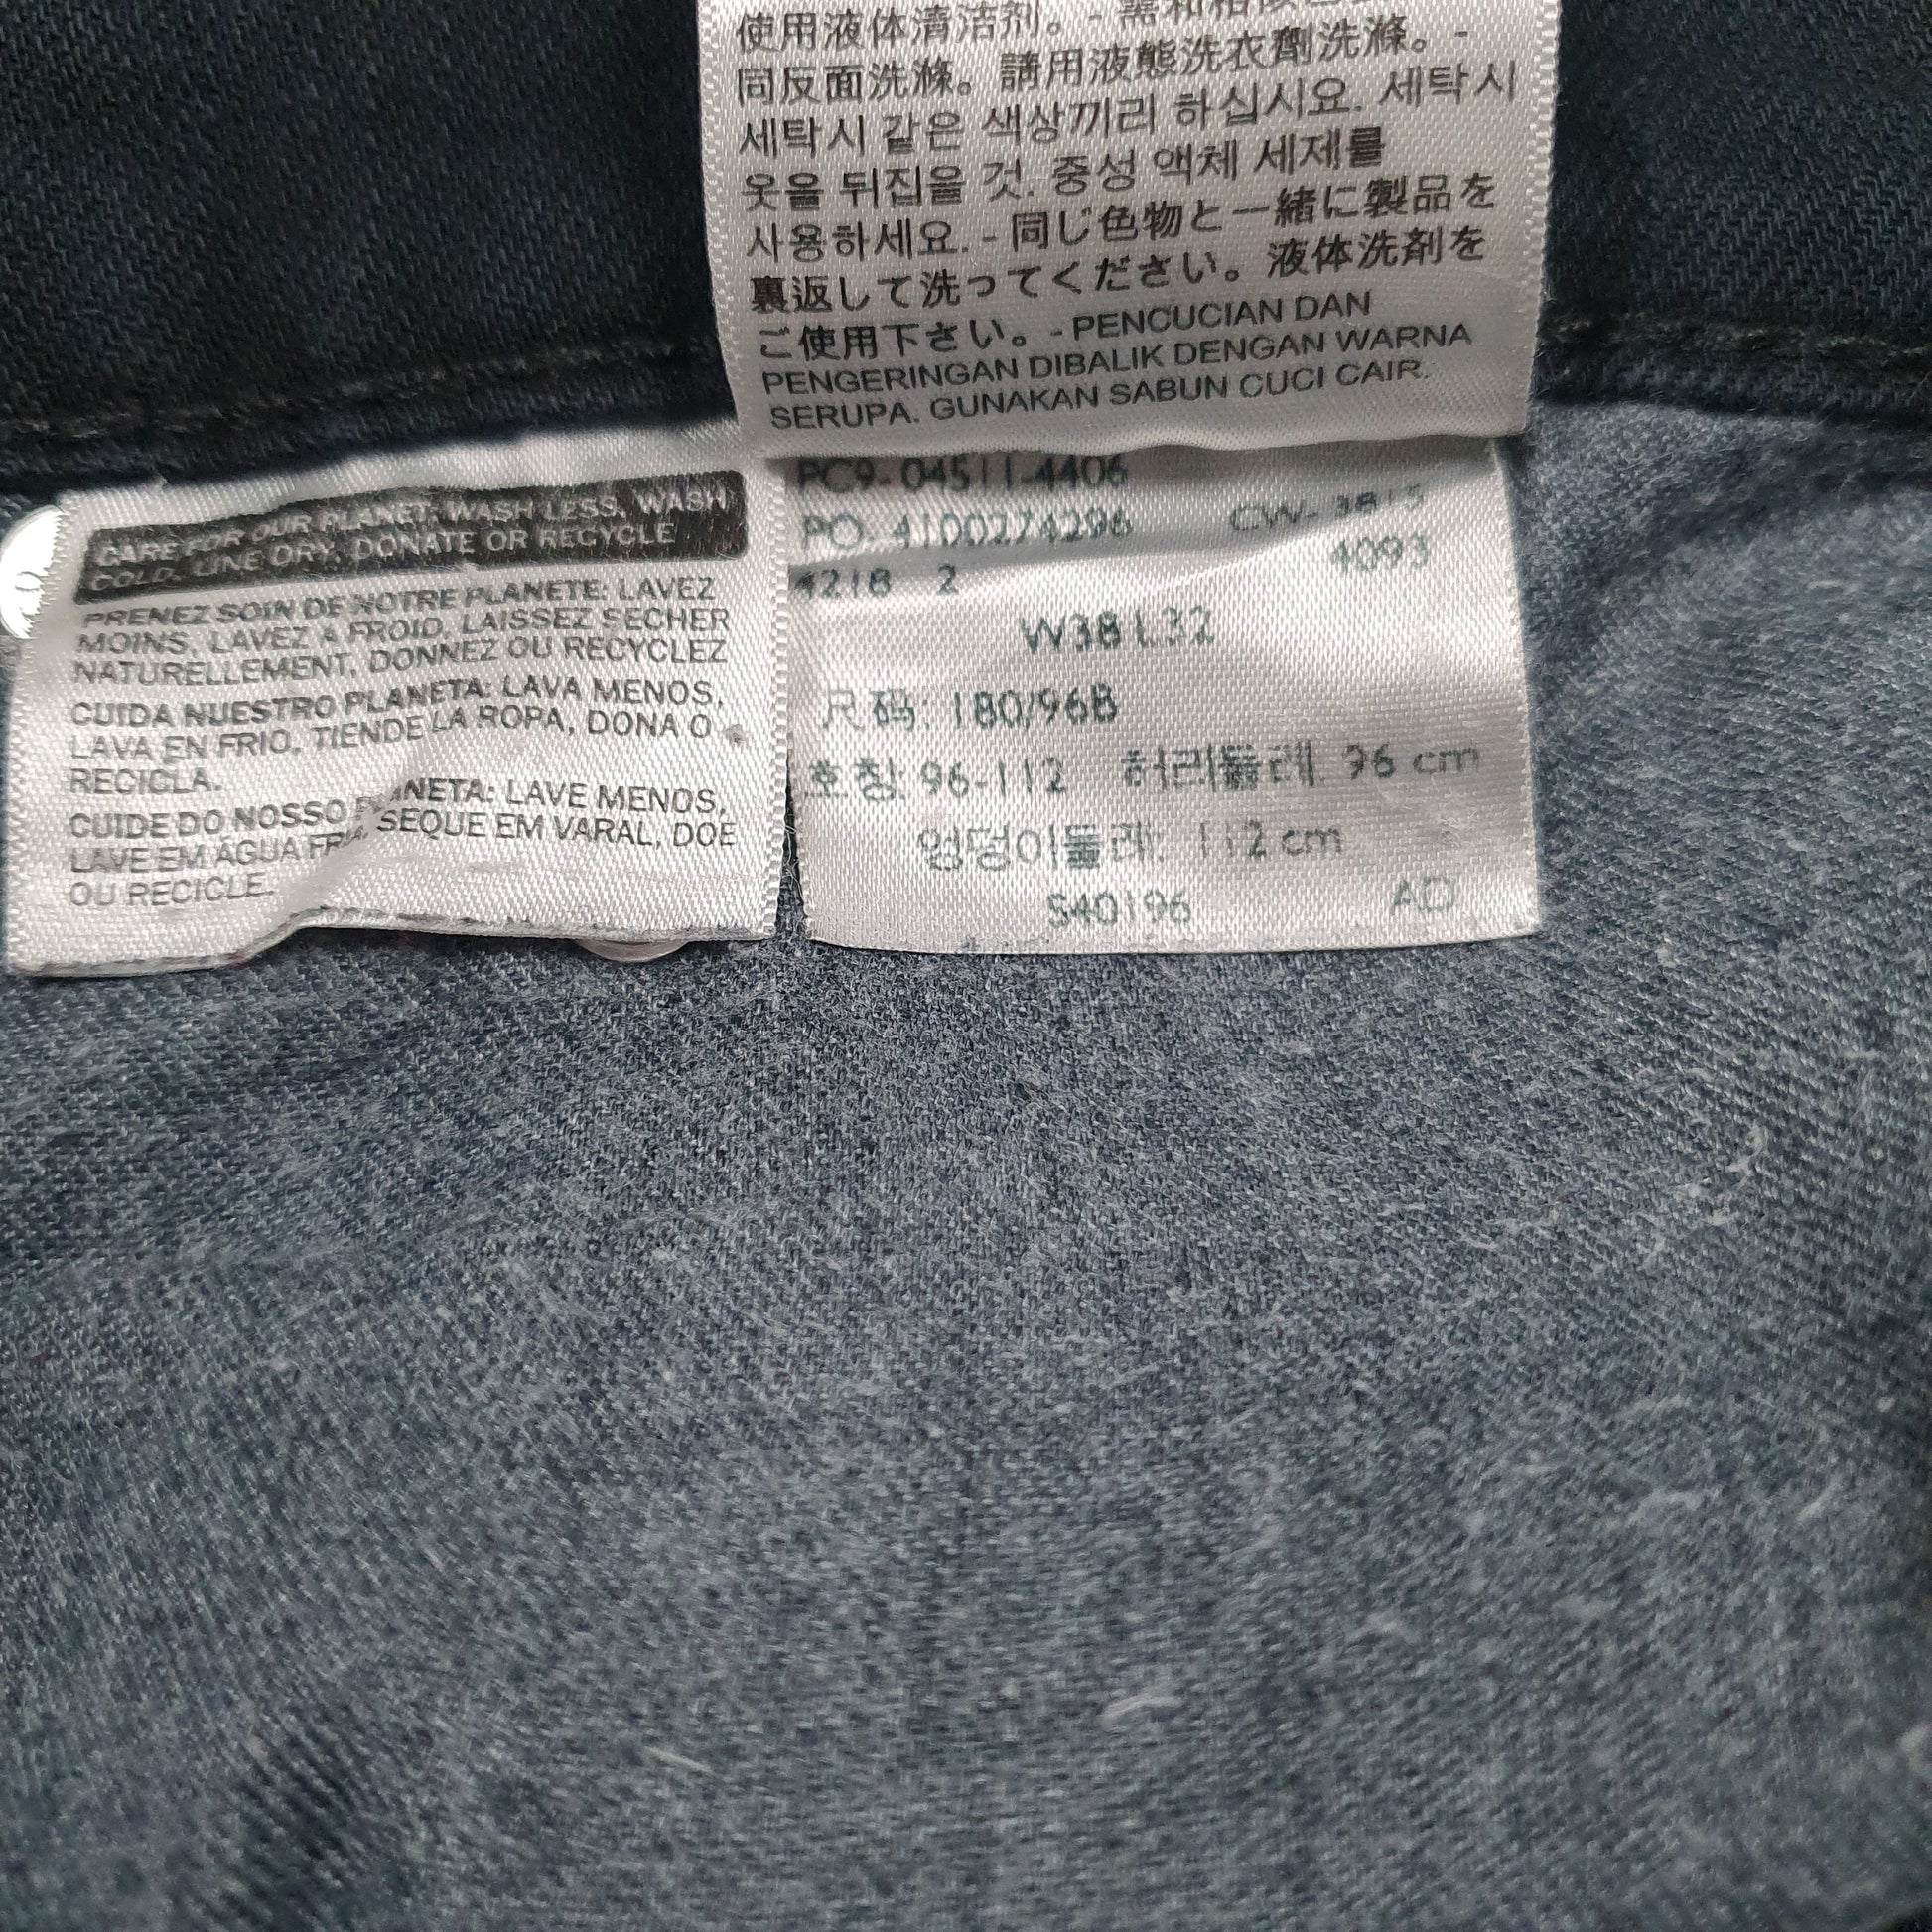 使用液体清洁剂。-
同反面洗滌。請用液態洗衣劑洗滌。-
세탁시 같은 색상끼리 하십시요. 세탁시
옷을 뒤집을 것. 중성 액체 세제를
사용하세요. - 同じ色物と一緒に製品を
裏返して洗ってください。液体洗剤を
ご使用下さい。- PENCUCIAN DAN
PENGERINGAN DIBALIK DENGAN WARNA
SERUPA. GUNAKAN SABUN CUCI CAIR.
CARE FOR OUR PLANET: WASH LESS, WASH
COLD, LINE DRY, DONATE OR RECYCLE
PRENEZ SOIN DE NOTRE PLANETE: LAVEZ
MOINS, LAVEZ A FROID, LAISSEZ SECHER
NATURELLEMENT, DONNEZ OU RECYCLEZ
CUIDA NUESTRO PLANETA: LAVA MENOS,
LAVA EN FRIO, TIENDE LA ROPA, DONA O
RECICLA.
CUIDE DO NOSSO PLANETA: LAVE MENOS,
LAVE EM AGUA FRIA, SEQUE EM VARAL, DOE
OU RECICLE.
PC9-04511-4406
PO: 4100274296 CW-3815
4218 2 4093
W38 L32
尺码: 180/96B
호칭: 96-112 허리둘레: 96 cm
엉덩이둘레: 112 cm
S40196 AD